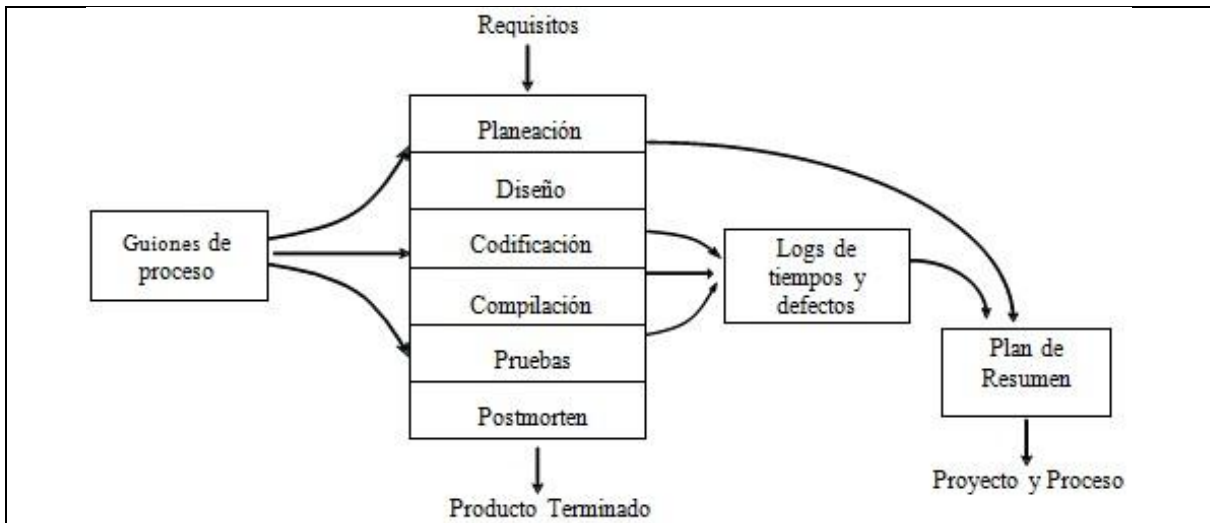 Requisitos
Planeación
Diseño
Codificación
Compilación
Pruebas
Postmorten
Producto Terminado
Guiones de
proceso
Logs de
tiempos y
defectos
Plan de
Resumen
Proyecto y Proceso